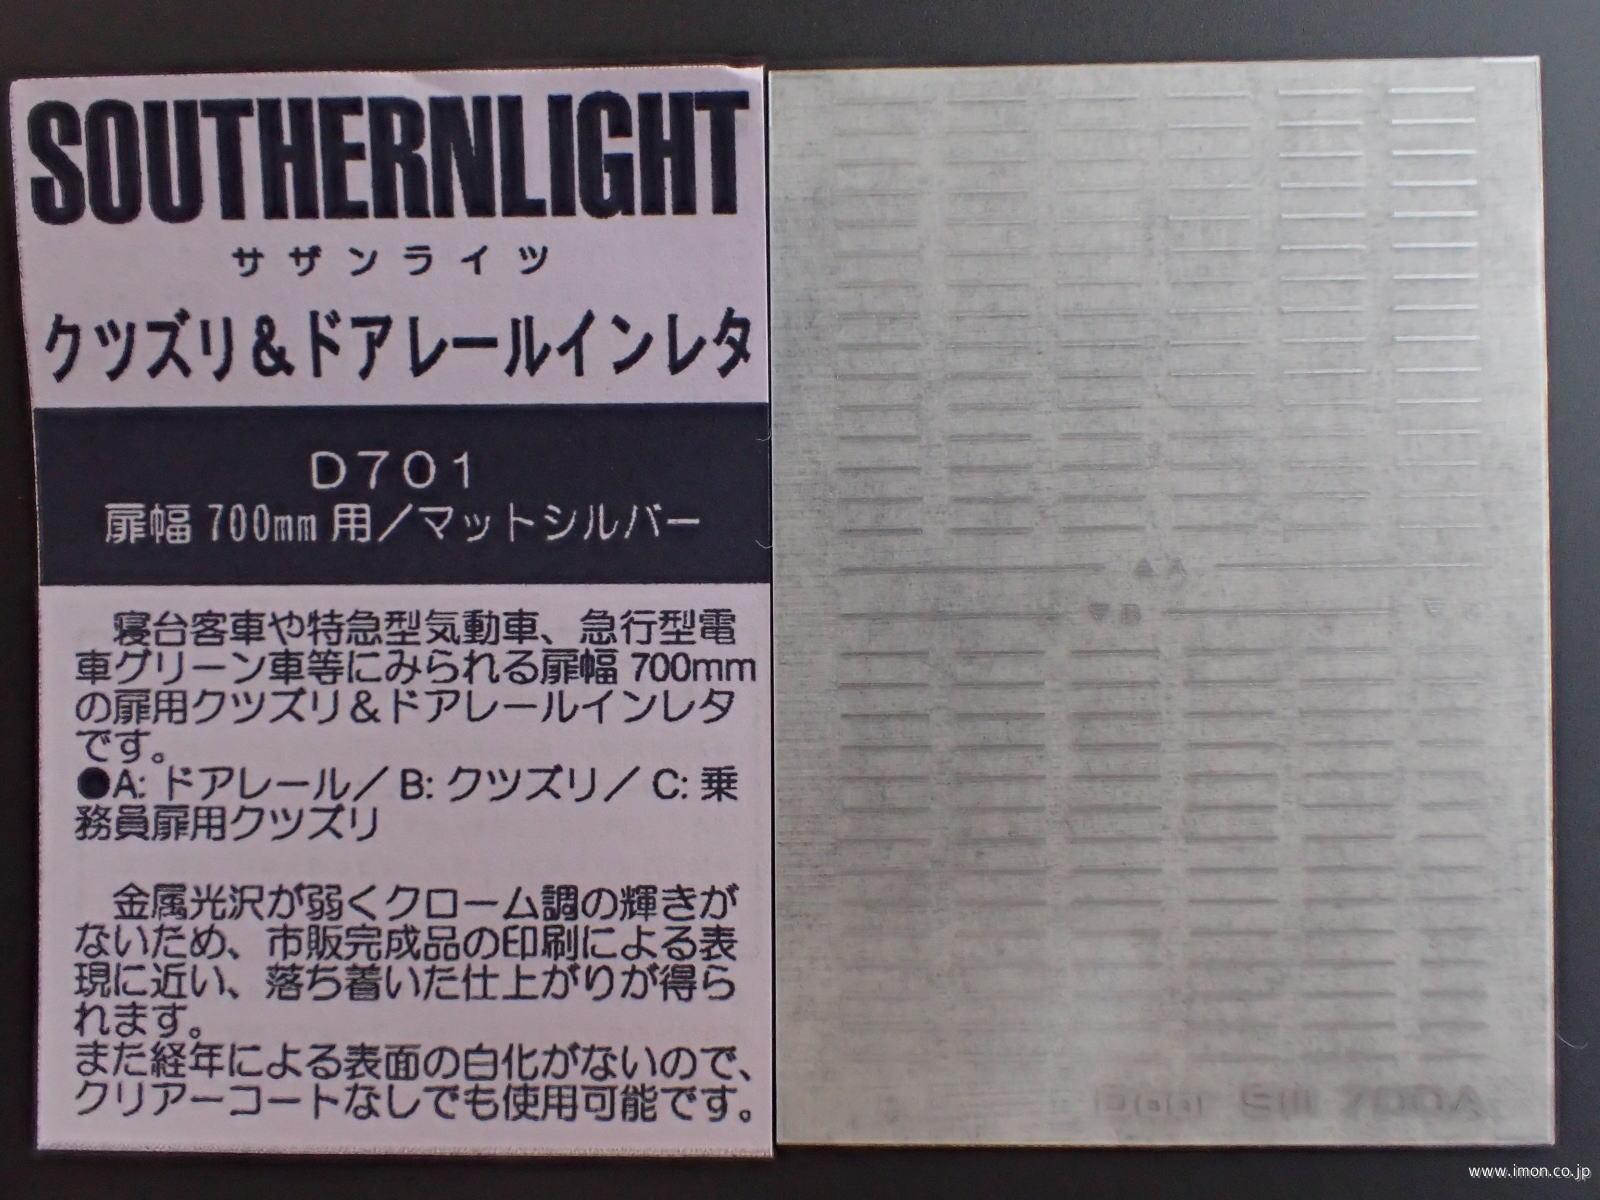 SOUTHERNLIGHT
サザンライツ
クツズリ＆ドアレールインレタ
D701
扉幅 700mm 用／マットシルバー
寝台客車や特急型気動車、急行型電
車グリーン車等にみられる扉幅 700mm
の扉用クツズリ＆ドアレールインレタ
です。
●A: ドアレール／ B: クツズリ／ C: 乗
務員扉用クツズリ
金属光沢が弱くクローム調の輝きが
ないため、市販完成品の印刷による表
現に近い、落ち着いた仕上がりが得ら
れます。
また経年による表面の白化がないので、
クリアーコートなしでも使用可能です。
▲A
▼B
Door Sill 700A
www.imon.co.jp